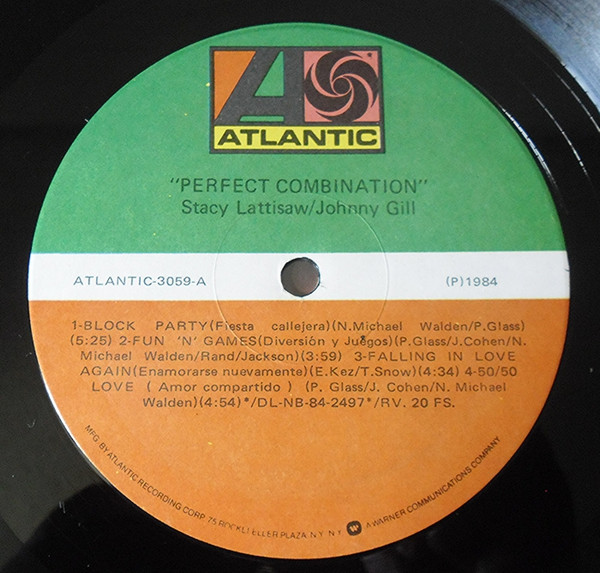 ATLANTIC
"PERFECT COMBINATION"
Stacy Lattisaw/Johnny Gill
ATLANTIC-3059-A
(P)1984
1-BLOCK PARTY(Fiesta callejera)(N.Michael Walden/P.Glass)
(5:25) 2-FUN 'N' GAMES(Diversión y Juegos)(P.Glass/J.Cohen/N.
Michael Walden/Rand/Jackson)(3:59) 3-FALLING IN LOVE
AGAIN(Enamorarse nuevamente)(E.Kez/T.Snow)(4:34) 4-50/50
LOVE ( Amor compartido ) (P. Glass/J. Cohen/N. Michael
Walden)(4:54)*/DL-NB-84-2497*/RV. 20 FS.
MFG. BY ATLANTIC RECORDING CORP. 75 ROCKEFELLER PLAZA, N.Y. N.Y. A WARNER COMMUNICATIONS COMPANY